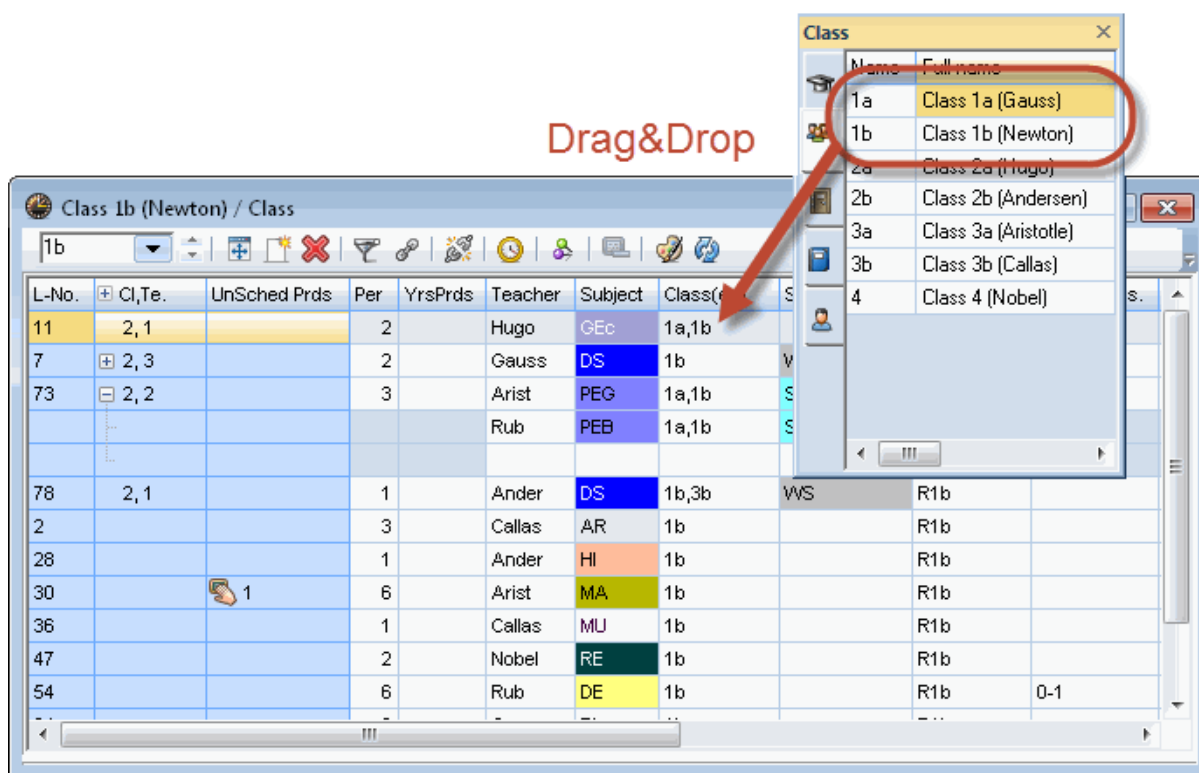 Class
Name Full name
1a Class 1a (Gauss)
1b Class 1b (Newton)
2a Class 2a (Hugo)
2b Class 2b (Andersen)
3a Class 3a (Aristotle)
3b Class 3b (Callas)
4 Class 4 (Nobel)
Drag&Drop
Class 1b (Newton) / Class
1b
L-No. Cl,Te. UnSched Prds Per YrsPrds Teacher Subject Class(e
11 2, 1 2 Hugo GEc 1a,1b
7 2, 3 2 Gauss DS 1b
73 2, 2 3 Arist PEG 1a,1b
Rub PEB 1a,1b
78 2, 1 1 Ander DS 1b,3b WS R1b
2 3 Callas AR 1b R1b
28 1 Ander HI 1b R1b
30 1 6 Arist MA 1b R1b
36 1 Callas MU 1b R1b
47 2 Nobel RE 1b R1b
54 6 Rub DE 1b R1b 0-1